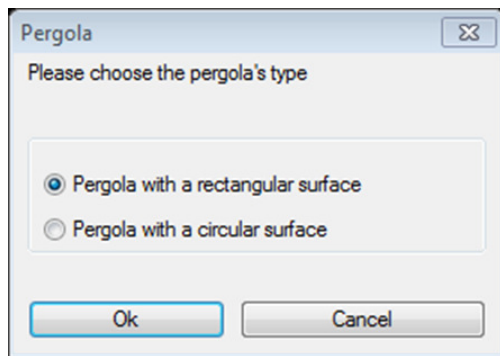 Pergola
Please choose the pergola's type
Pergola with a rectangular surface
Pergola with a circular surface
Ok
Cancel